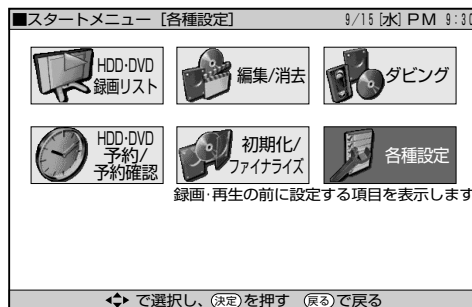 ■スタートメニュー [各種設定] 9/15 [水] PM 9:30
HDD·DVD
録画リスト
編集/消去
ダビング
HDD·DVD
予約/
予約確認
初期化/
ファイナライズ
各種設定
録画·再生の前に設定する項目を表示します
で選択し、決定を押す 戻るで戻る